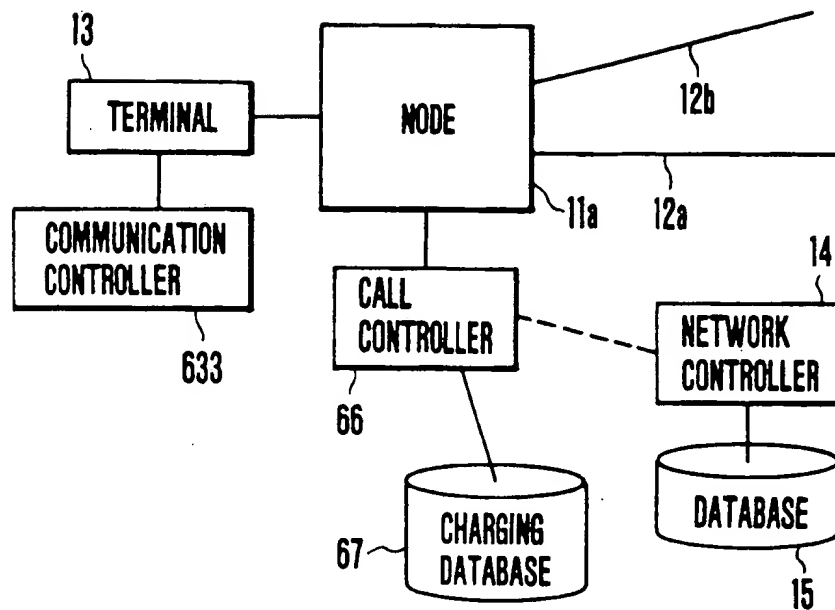 13
TERMINAL
NODE
12b
12a
11a
COMMUNICATION
CONTROLLER
633
CALL
CONTROLLER
66
14
NETWORK
CONTROLLER
CHARGING
DATABASE
67
DATABASE
15